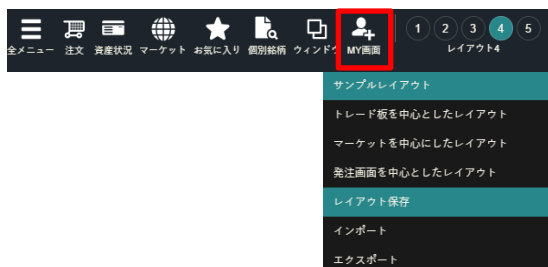 1 2 3 4 5
全メニュー 注文 資産状況 マーケット お気に入り 個別銘柄 ウィンドウ MY画面 レイアウト4
サンプルレイアウト
トレード板を中心としたレイアウト
マーケットを中心にしたレイアウト
発注画面を中心としたレイアウト
レイアウト保存
インポート
エクスポート